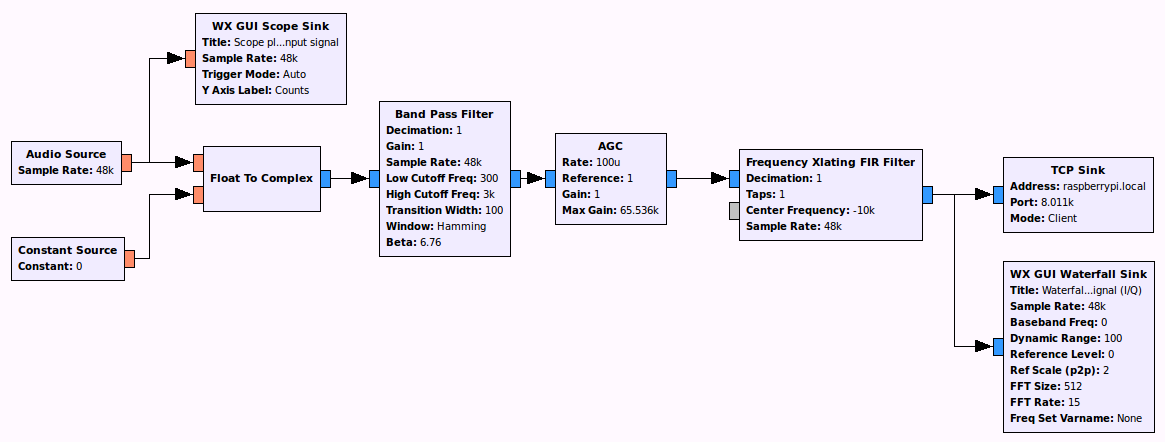 WX GUI Scope Sink
Title: Scope pl...nput signal
Sample Rate: 48k
Trigger Mode: Auto
Y Axis Label: Counts
Audio Source
Sample Rate: 48k
Constant Source
Constant: 0
Float To Complex
Band Pass Filter
Decimation: 1
Gain: 1
Sample Rate: 48k
Low Cutoff Freq: 300
High Cutoff Freq: 3k
Transition Width: 100
Window: Hamming
Beta: 6.76
AGC
Rate: 100u
Reference: 1
Gain: 1
Max Gain: 65.536k
Frequency Xlating FIR Filter
Decimation: 1
Taps: 1
Center Frequency: -10k
Sample Rate: 48k
TCP Sink
Address: raspberrypi.local
Port: 8.011k
Mode: Client
WX GUI Waterfall Sink
Title: Waterfal...ignal (I/Q)
Sample Rate: 48k
Baseband Freq: 0
Dynamic Range: 100
Reference Level: 0
Ref Scale (p2p): 2
FFT Size: 512
FFT Rate: 15
Freq Set Varname: None